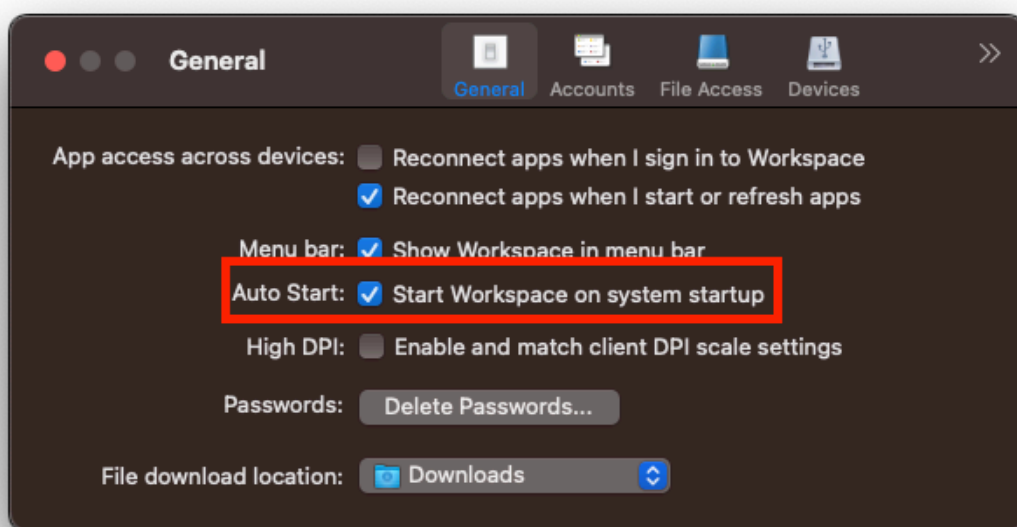 General
General Accounts File Access Devices
App access across devices: Reconnect apps when I sign in to Workspace
Reconnect apps when I start or refresh apps
Menu bar: Show Workspace in menu bar
Auto Start: Start Workspace on system startup
High DPI: Enable and match client DPI scale settings
Passwords: Delete Passwords...
File download location: Downloads